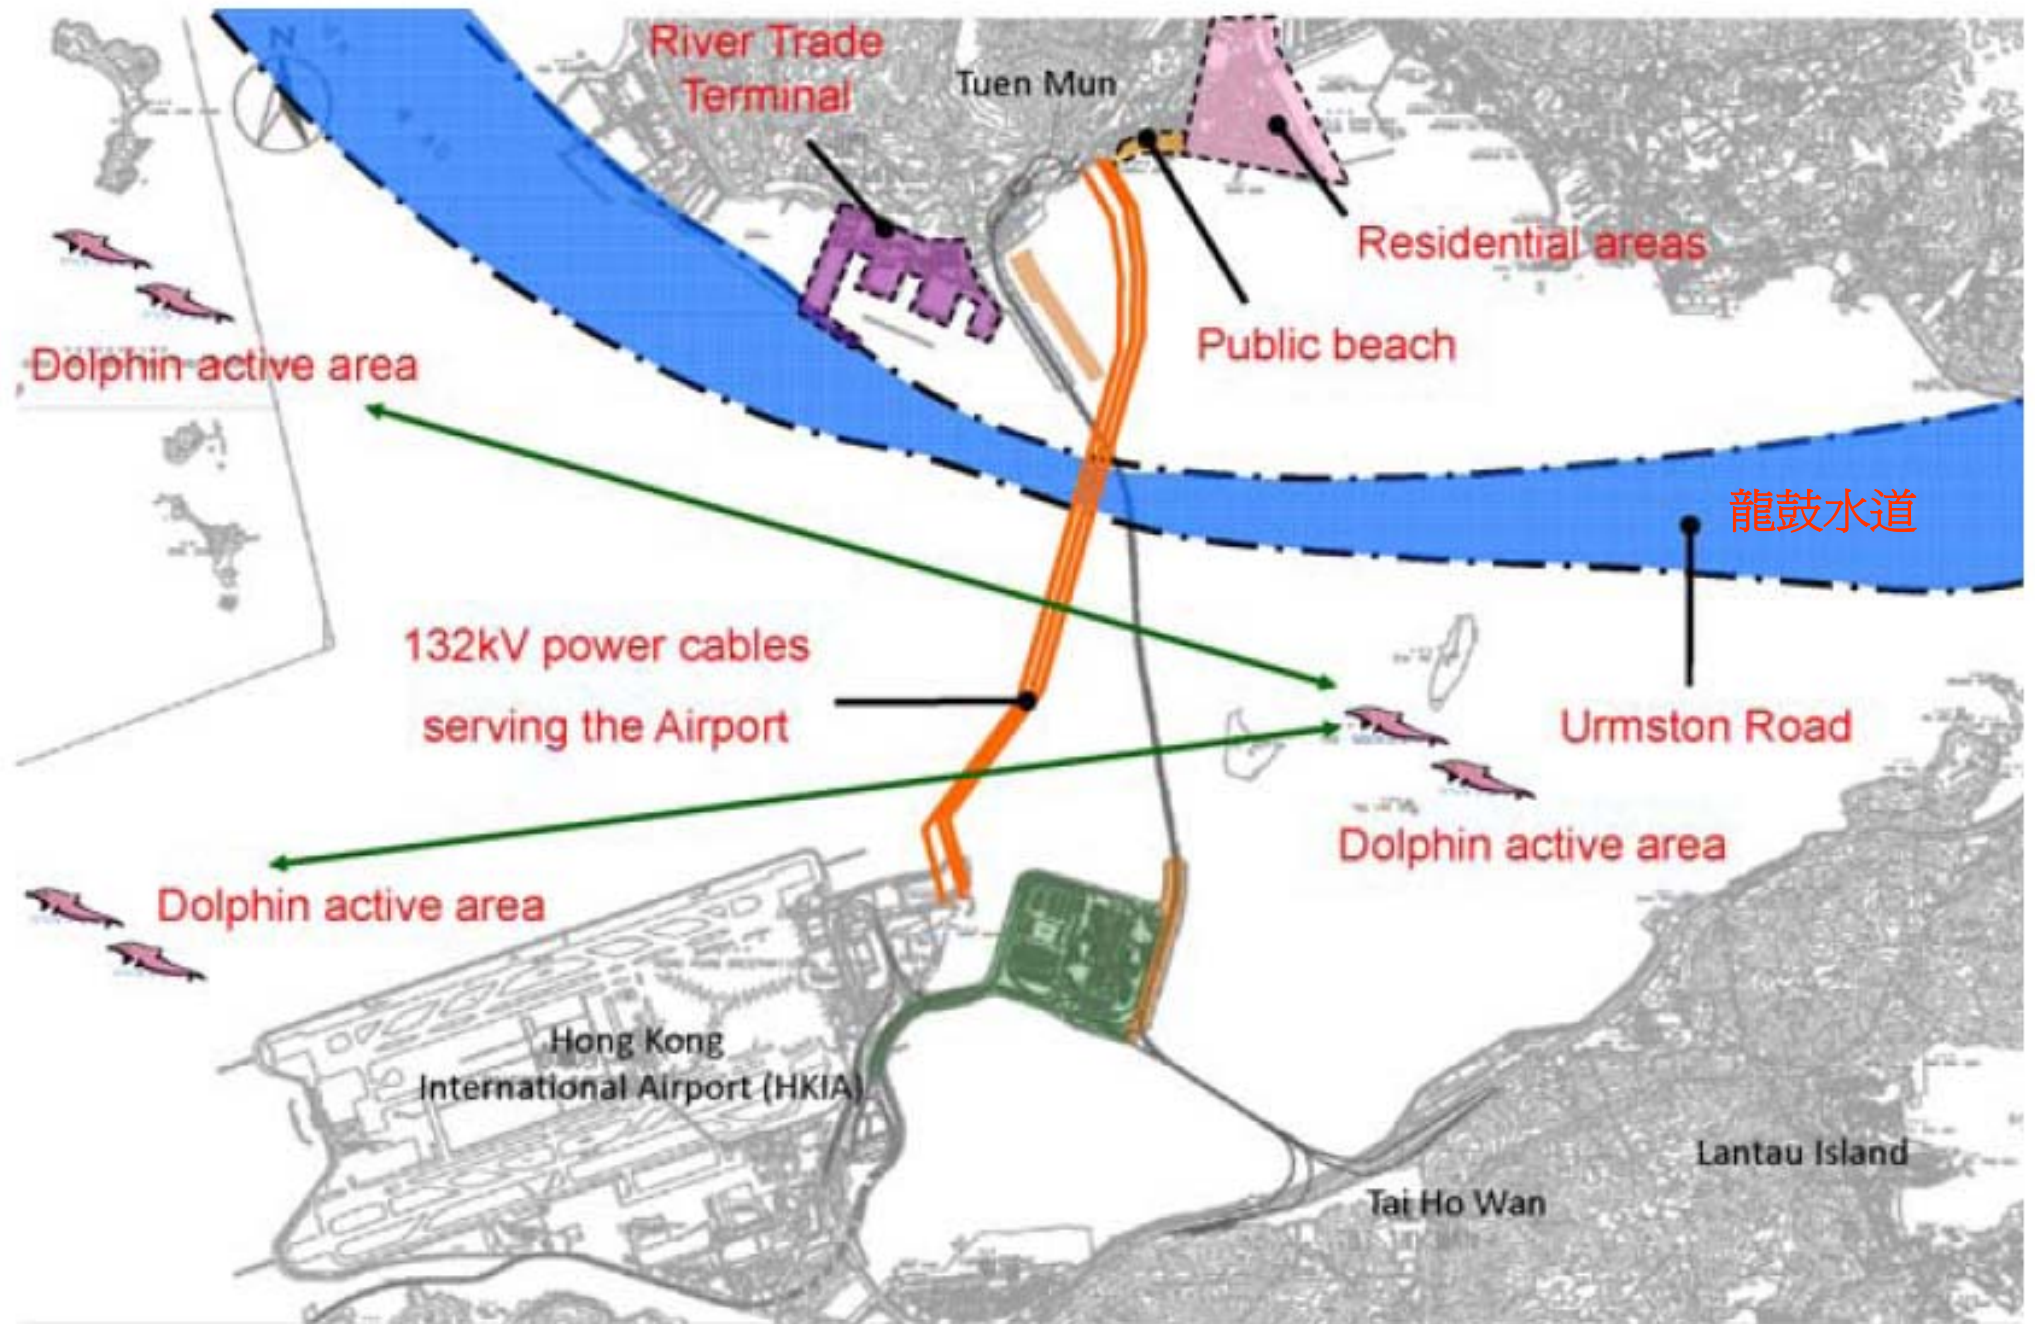 N
River Trade
Terminal
Tuen Mun
Residential areas
Public beach
Dolphin active area
龍鼓水道
132kV power cables
serving the Airport
Urmston Road
Dolphin active area
Dolphin active area
Hong Kong
International Airport (HKIA)
Lantau Island
Tai Ho Wan